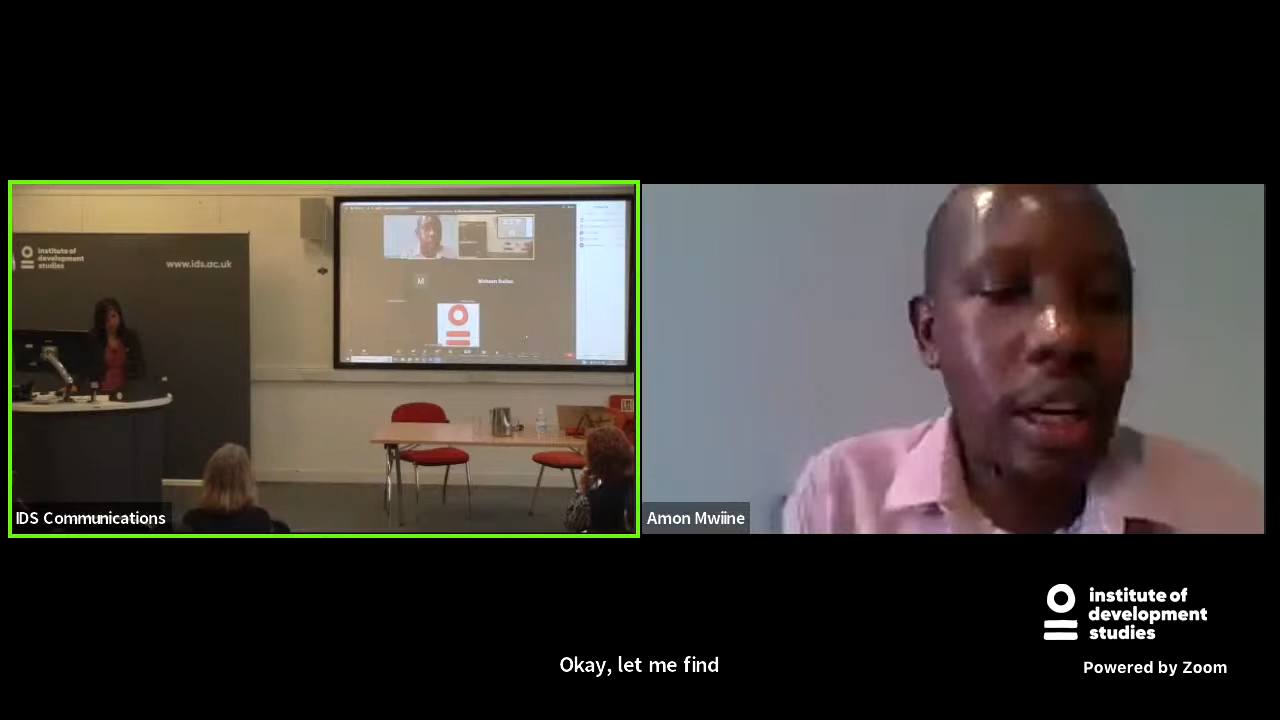 institute of
development
studies
www.ids.ac.uk
M
IDS Communications
Amon Mwiine
institute of
development
studies
Okay, let me find
Powered by Zoom